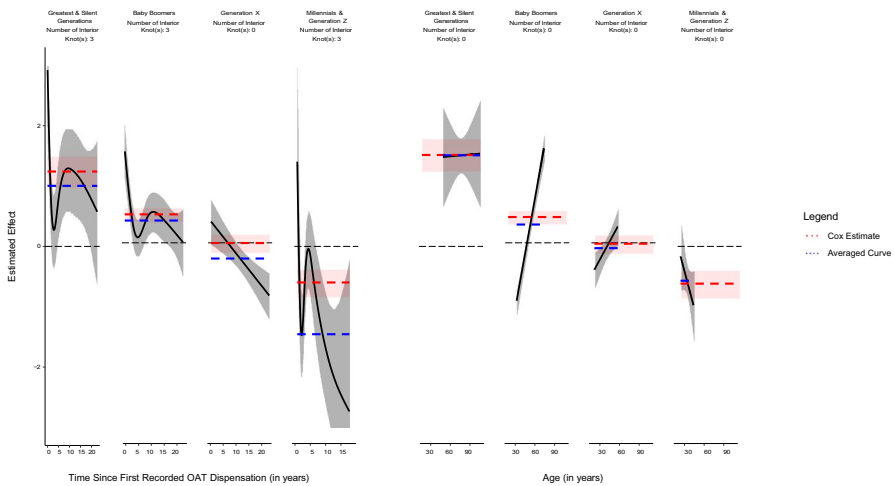 Greatest & Silent
Generations
Number of Interior
Knot(s): 3
Baby Boomers
Number of Interior
Knot(s): 3
Generation X
Number of Interior
Knot(s): 0
Millennials &
Generation Z
Number of Interior
Knot(s): 3
Greatest & Silent
Generations
Number of Interior
Knot(s): 0
Baby Boomers
Number of Interior
Knot(s): 0
Generation X
Number of Interior
Knot(s): 0
Millennials &
Generation Z
Number of Interior
Knot(s): 0
2
0
−2
Estimated Effect
0 5 10 15 20
0 5 10 15 20
0 5 10 15 20
0 5 10 15
30 60 90
30 60 90
30 60 90
30 60 90
Time Since First Recorded OAT Dispensation (in years)
Age (in years)
Legend
Cox Estimate
Averaged Curve